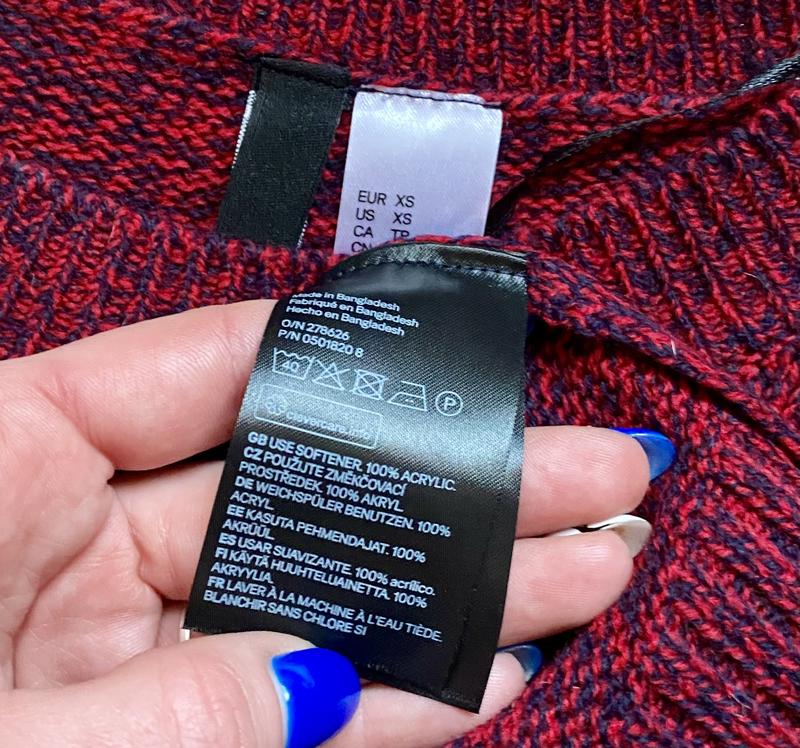 EUR XS
US XS
CA TP
CN
Made in Bangladesh
Fabriqué en Bangladesh
Hecho en Bangladesh
O/N 278626
P/N 0501820 8
40
P
clevercare.info
GB USE SOFTENER. 100% ACRYLIC.
CZ POUŽIJTE ZMĚKČOVACÍ
PROSTŘEDEK. 100% AKRYL
DE WEICHSPÜLER BENUTZEN. 100%
ACRYL.
EE KASUTA PEHMENDAJAT. 100%
AKRÜÜL
ES USAR SUAVIZANTE. 100% acrílico.
FI KÄYTÄ HUUHTELUAINETTA. 100%
AKRYYLIA.
FR LAVER À LA MACHINE À L'EAU TIÈDE.
BLANCHIR SANS CHLORE SI